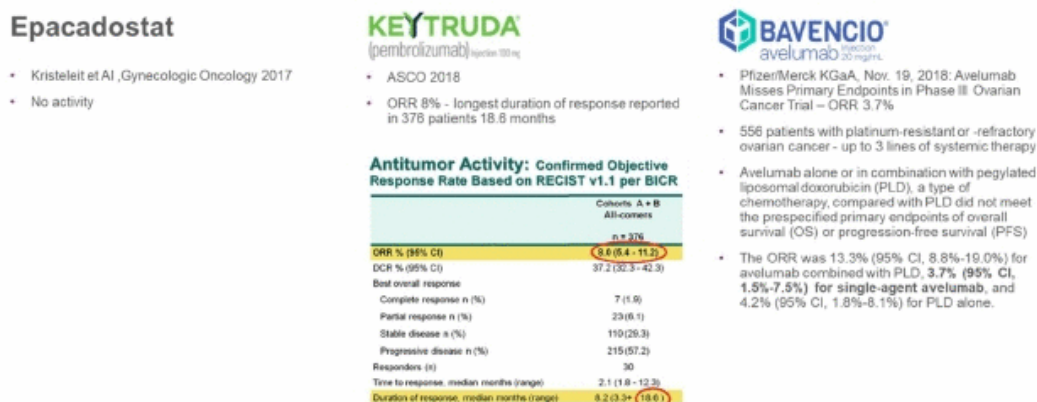 Epacadostat
• Kristeleit et Al ,Gynecologic Oncology 2017
• No activity
KEYTRUDA
(pembrolizumab) Injection 100 mg
• ASCO 2018
• ORR 8% - longest duration of response reported
in 376 patients 18.6 months
Antitumor Activity: Confirmed Objective
Response Rate Based on RECIST v1.1 per BICR
Cohorts A + B
All-comers
n = 376
ORR % (95% CI) 8.0 (5.4 - 11.2)
DCR % (95% CI) 37.2 (32.3 - 42.3)
Best overall response
Complete response n (%) 7 (1.9)
Partial response n (%) 23 (6.1)
Stable disease n (%) 110 (29.3)
Progressive disease n (%) 215 (57.2)
Responders (n) 30
Time to response, median months (range) 2.1 (1.8 - 12.3)
Duration of response, median months (range) 8.2 (3.3+ (18.6 )
BAVENCIO®
avelumab injection
20 mg/mL
• Pfizer/Merck KGaA, Nov. 19, 2018: Avelumab
Misses Primary Endpoints in Phase III Ovarian
Cancer Trial – ORR 3.7%
• 556 patients with platinum-resistant or -refractory
ovarian cancer - up to 3 lines of systemic therapy
• Avelumab alone or in combination with pegylated
liposomal doxorubicin (PLD), a type of
chemotherapy, compared with PLD did not meet
the prespecified primary endpoints of overall
survival (OS) or progression-free survival (PFS)
• The ORR was 13.3% (95% CI, 8.8%-19.0%) for
avelumab combined with PLD, 3.7% (95% CI,
1.5%-7.5%) for single-agent avelumab, and
4.2% (95% CI, 1.8%-8.1%) for PLD alone.